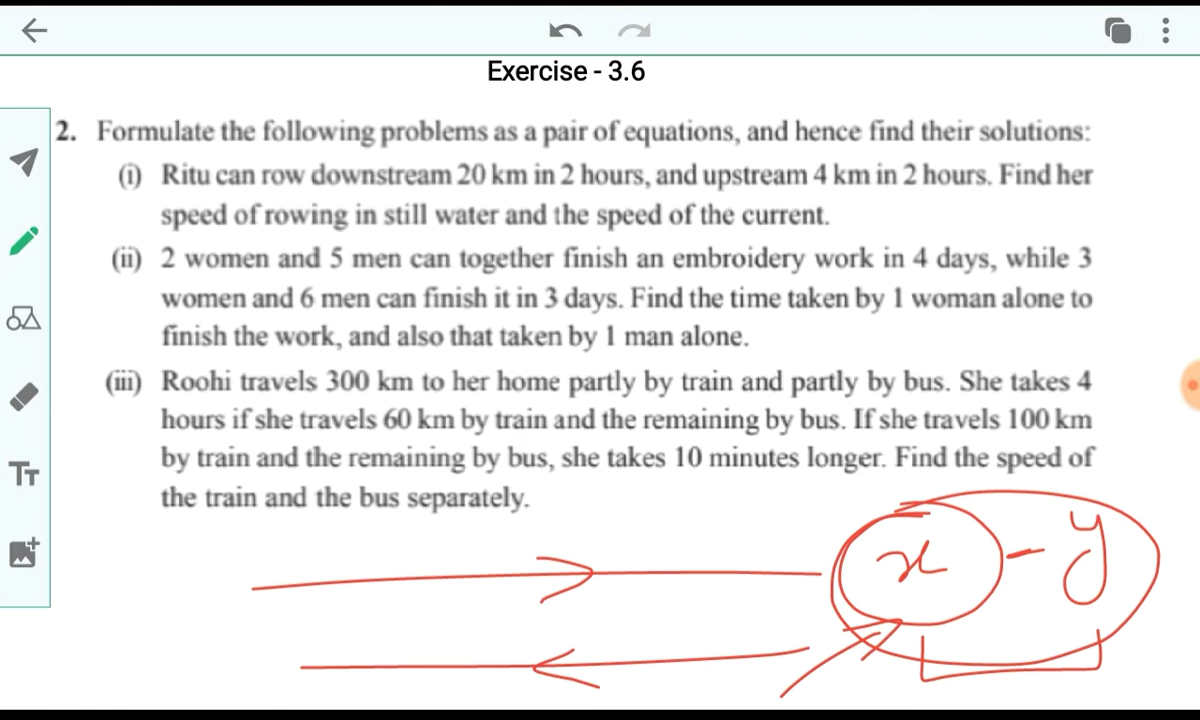 Exercise - 3.6
2. Formulate the following problems as a pair of equations, and hence find their solutions:
(i) Ritu can row downstream 20 km in 2 hours, and upstream 4 km in 2 hours. Find her
speed of rowing in still water and the speed of the current.
(ii) 2 women and 5 men can together finish an embroidery work in 4 days, while 3
women and 6 men can finish it in 3 days. Find the time taken by 1 woman alone to
finish the work, and also that taken by 1 man alone.
(iii) Roohi travels 300 km to her home partly by train and partly by bus. She takes 4
hours if she travels 60 km by train and the remaining by bus. If she travels 100 km
by train and the remaining by bus, she takes 10 minutes longer. Find the speed of
the train and the bus separately.
x - y
TT